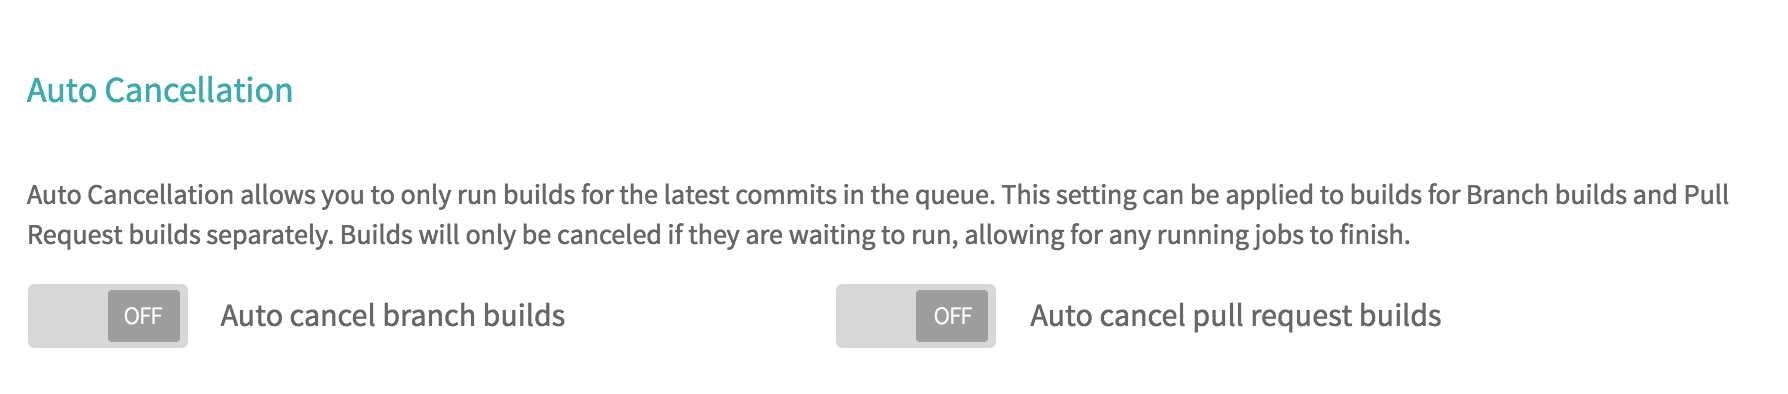 Auto Cancellation
Auto Cancellation allows you to only run builds for the latest commits in the queue. This setting can be applied to builds for Branch builds and Pull
Request builds separately. Builds will only be canceled if they are waiting to run, allowing for any running jobs to finish.
OFF Auto cancel branch builds OFF Auto cancel pull request builds